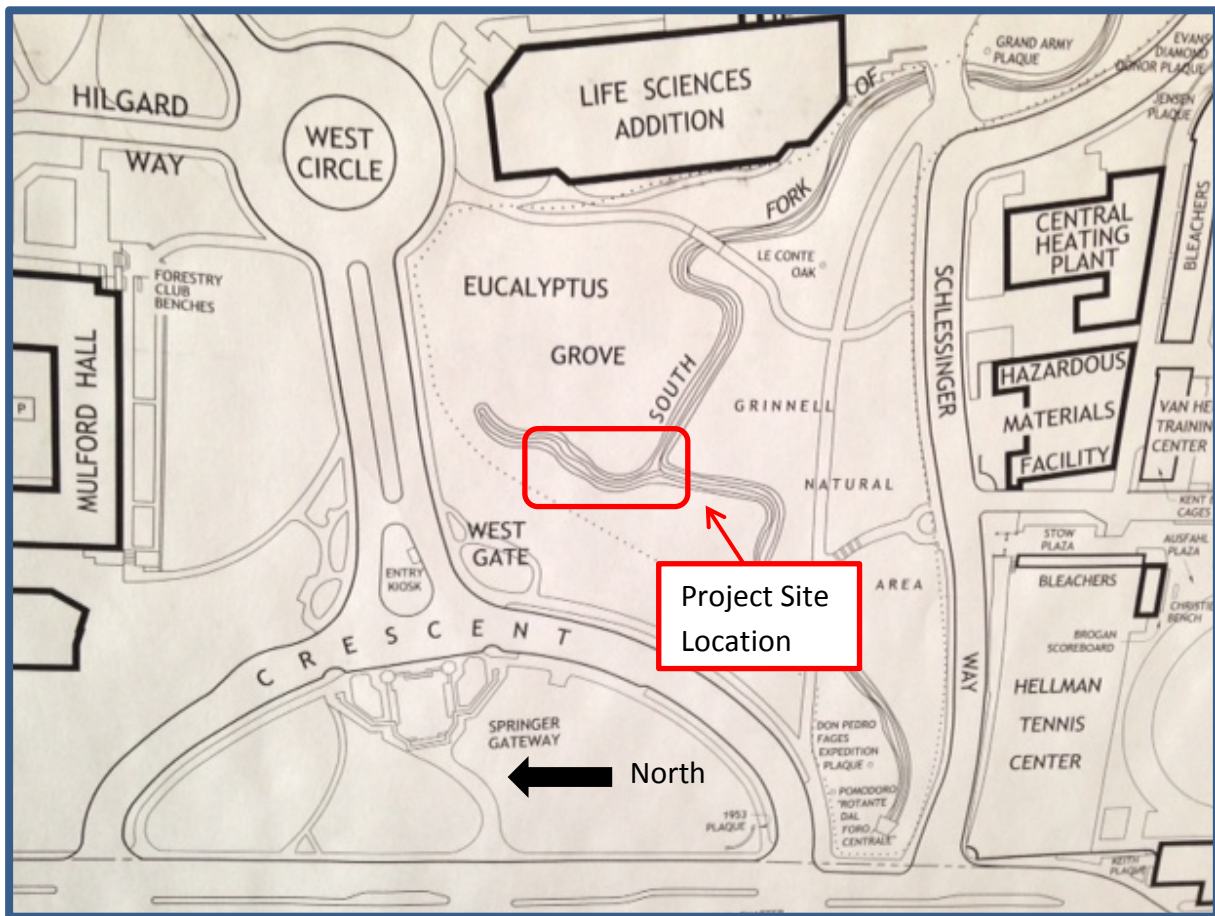 HILGARD
WAY
WEST
CIRCLE
LIFE SCIENCES
ADDITION
GRAND ARMY
PLAQUE
EVANS
DIAMOND
DONOR PLAQUE
JENSEN
PLAQUE
BLEACHERS
CENTRAL
HEATING
PLANT
SOUTH
FORK
OF
LE CONTE
OAK
FORESTRY
CLUB
BENCHES
EUCALYPTUS
GROVE
SCHLESSINGER
WAY
P
MULFORD HALL
GRINNELL
NATURAL
AREA
HAZARDOUS
MATERIALS
FACILITY
TRAINING
CENTER
CAGES
WEST
GATE
ENTRY
KIOSK
CRESCENT
Project Site
Location
STOW
PLAZA
AUSFAHL
PLAZA
BLEACHERS
BENCH
BROGAN
SCOREBOARD
HELLMAN
TENNIS
CENTER
SPRINGER
GATEWAY
North
DON PEDRO
FAGES
EXPEDITION
PLAQUE
POMODORO
"ROTANTE
DAL
FORO
CENTRALE"
1953
PLAQUE
KEITH
PLAQUE